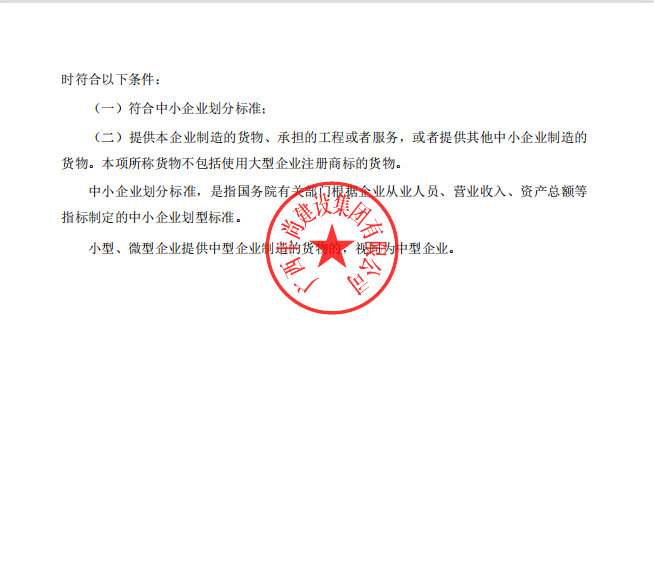 时符合以下条件：
（一）符合中小企业划分标准；
（二）提供本企业制造的货物、承担的工程或者服务，或者提供其他中小企业制造的
货物。本项所称货物不包括使用大型企业注册商标的货物。
中小企业划分标准，是指国务院有关部门根据企业从业人员、营业收入、资产总额等
指标制定的中小企业划型标准。
小型、微型企业提供中型企业制造的货物的，视同为中型企业。
广西 尚建设集团有限公司